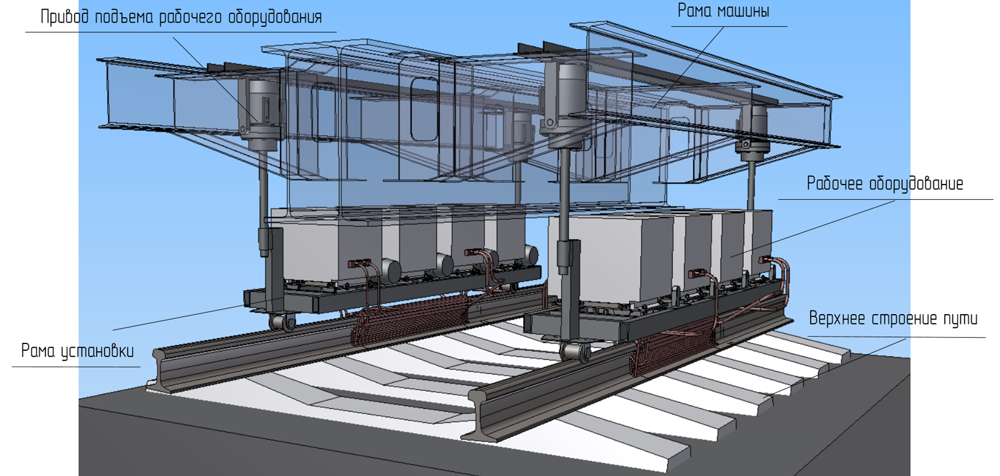 Привод подъема рабочего оборудования
Рама машины
Рабочее оборудование
Верхнее строение пути
Рама установки